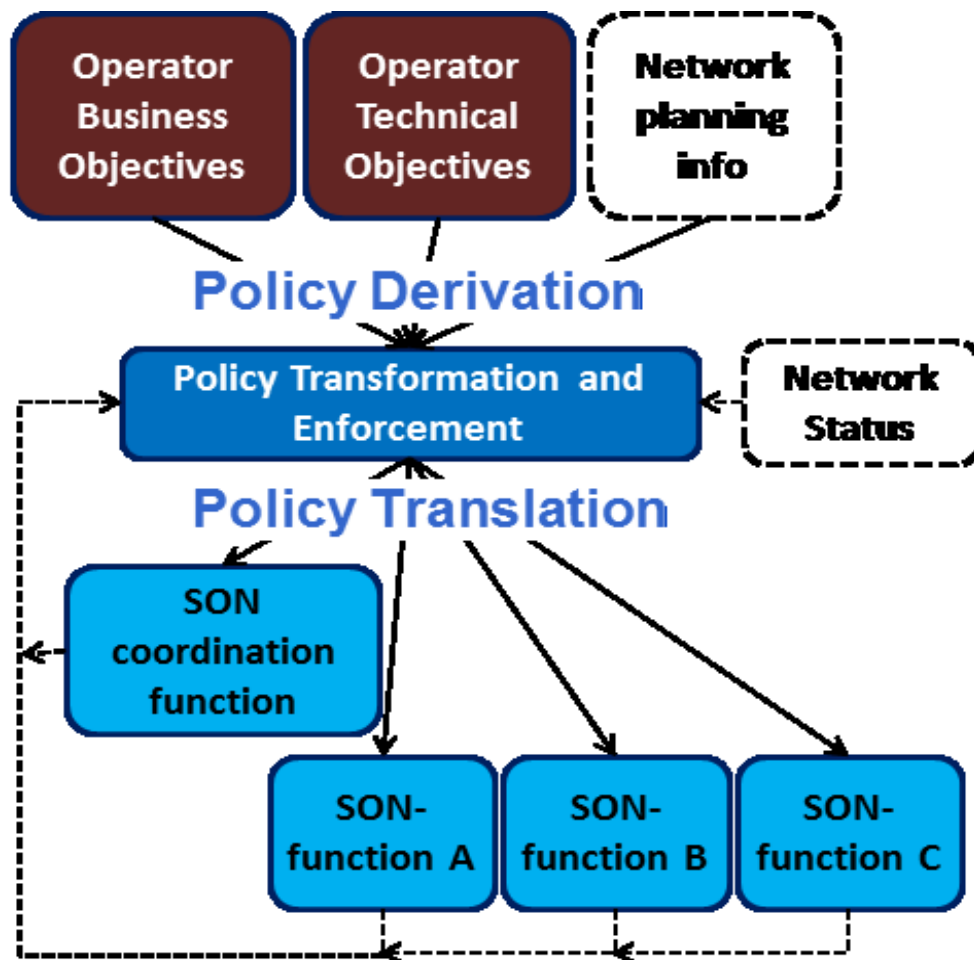 Operator
Business
Objectives
Operator
Technical
Objectives
Network
planning
info
Policy Derivation
Policy Transformation and
Enforcement
Network
Status
Policy Translation
SON
coordination
function
SON-
function A
SON-
function B
SON-
function C